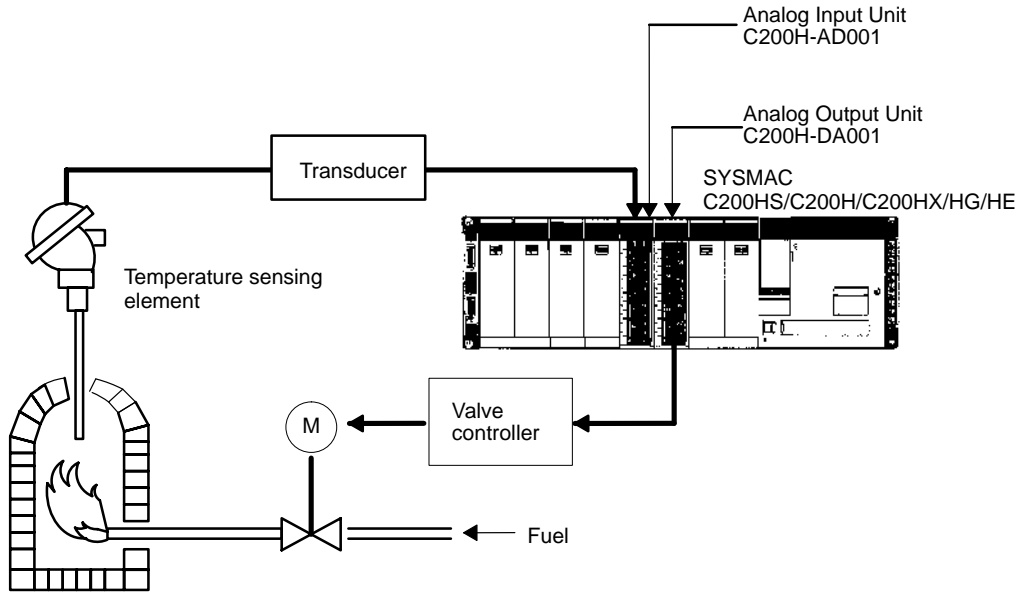 Analog Input Unit
C200H-AD001
Analog Output Unit
C200H-DA001
Transducer
SYSMAC
C200HS/C200H/C200HX/HG/HE
Temperature sensing
element
M
Valve
controller
Fuel